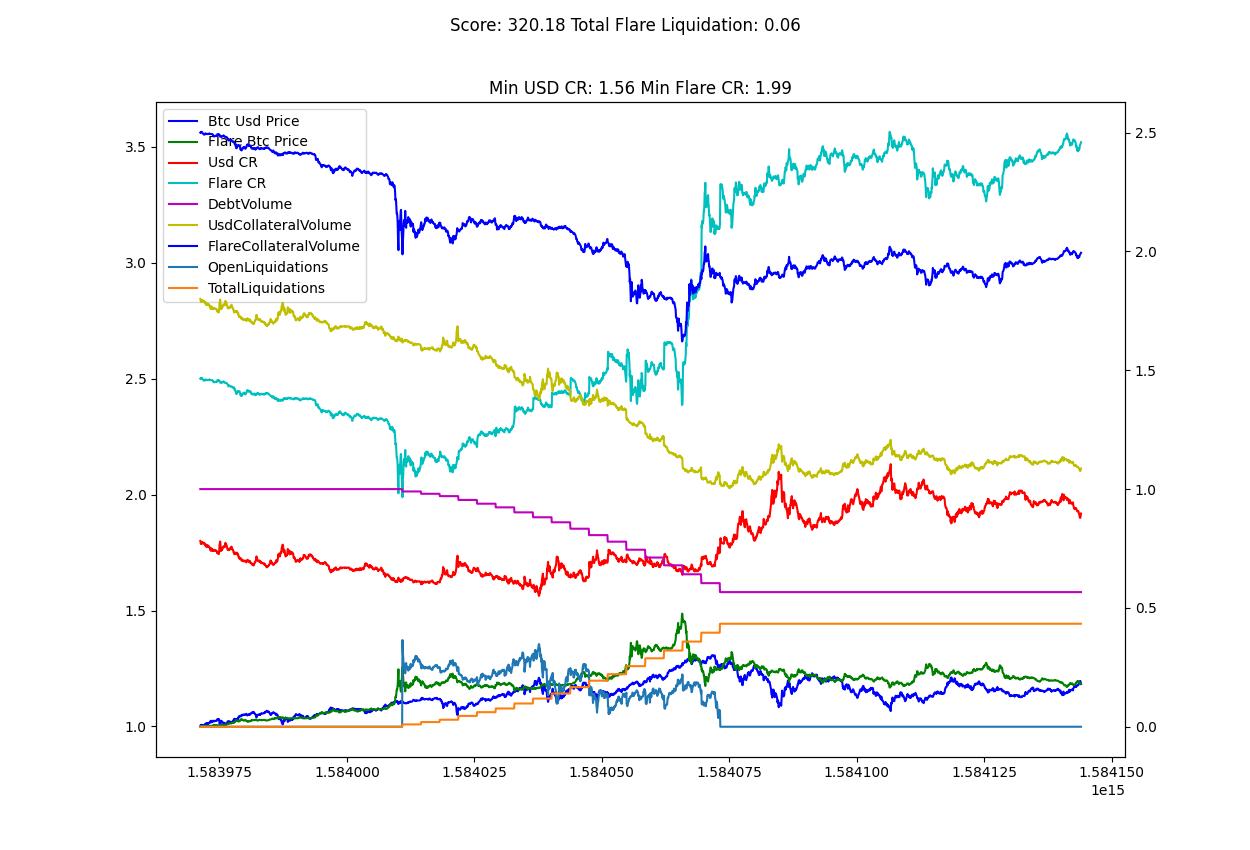 Score: 320.18 Total Flare Liquidation: 0.06
Min USD CR: 1.56 Min Flare CR: 1.99
Btc Usd Price
Flare Btc Price
Usd CR
Flare CR
DebtVolume
UsdCollateralVolume
FlareCollateralVolume
OpenLiquidations
TotalLiquidations
3.5
3.0
2.5
2.0
1.5
1.0
2.5
2.0
1.5
1.0
0.5
0.0
1.583975 1.584000 1.584025 1.584050 1.584075 1.584100 1.584125 1.584150
1e15